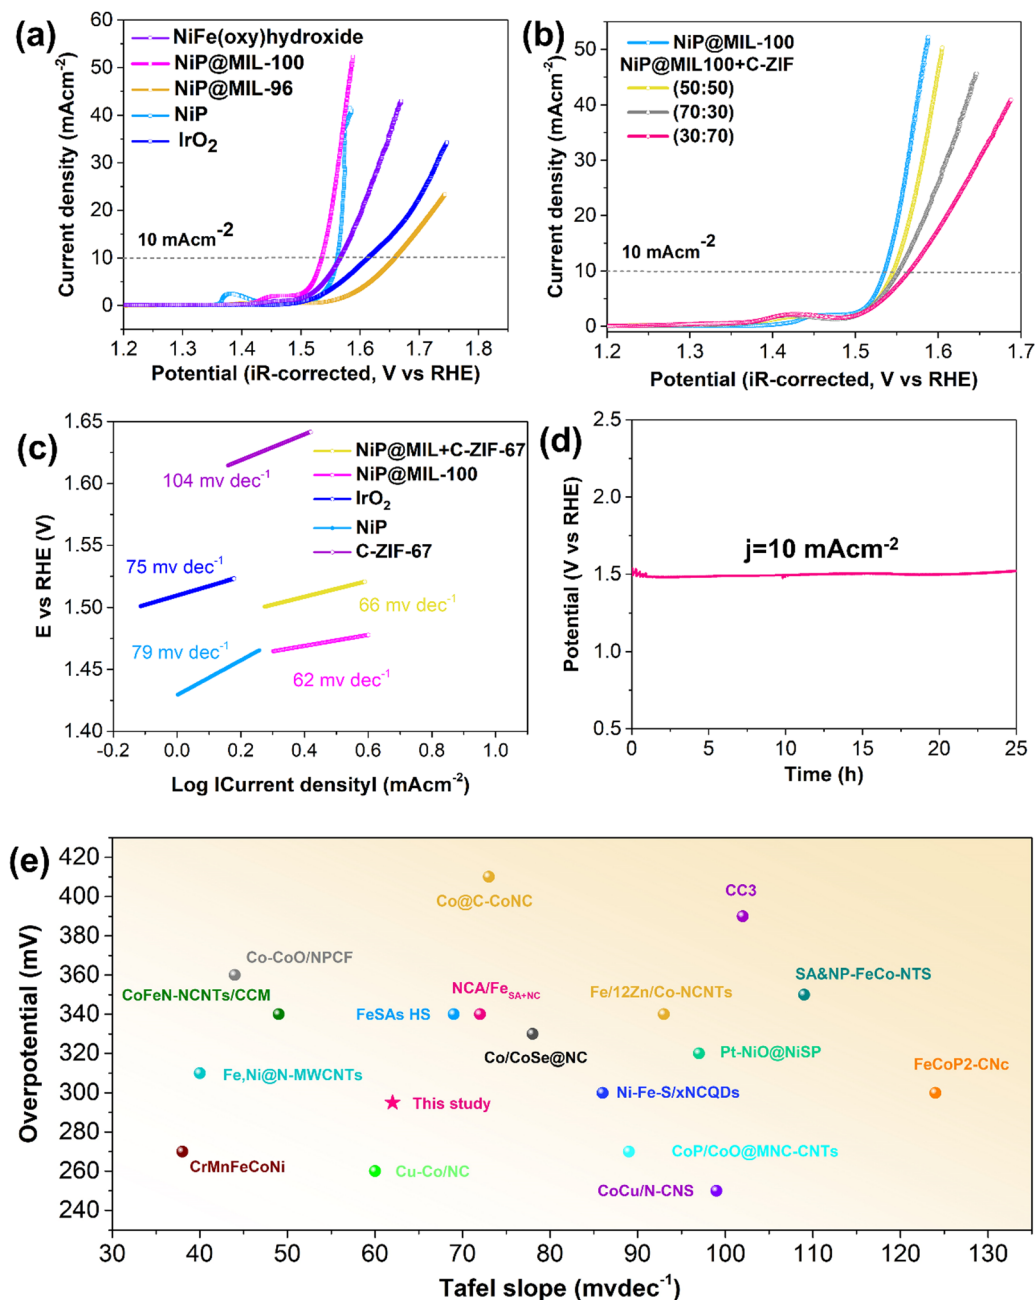 (a)
NiFe(oxy)hydroxide
NiP@MIL-100
NiP@MIL-96
NiP
IrO₂
10 mAcm⁻²
Current density (mAcm⁻²)
60
50
40
30
20
10
0
1.2 1.3 1.4 1.5 1.6 1.7 1.8
Potential (iR-corrected, V vs RHE)
(b)
NiP@MIL-100
NiP@MIL100+C-ZIF
(50:50)
(70:30)
(30:70)
10 mAcm⁻²
Current density (mAcm⁻²)
50
40
30
20
10
0
1.2 1.3 1.4 1.5 1.6 1.7
Potential (iR-corrected, V vs RHE)
(c)
NiP@MIL+C-ZIF-67
NiP@MIL-100
IrO₂
NiP
C-ZIF-67
104 mv dec⁻¹
75 mv dec⁻¹
66 mv dec⁻¹
79 mv dec⁻¹
62 mv dec⁻¹
E vs RHE (V)
1.65
1.60
1.55
1.50
1.45
1.40
-0.2 0.0 0.2 0.4 0.6 0.8 1.0
Log ICurrent densityI (mAcm⁻²)
(d)
j=10 mAcm⁻²
Potential (V vs RHE)
2.5
2.0
1.5
1.0
0.5
0 5 10 15 20 25
Time (h)
(e)
Overpotential (mV)
420
400
380
360
340
320
300
280
260
240
Co@C-CoNC
CC3
Co-CoO/NPCF
SA&NP-FeCo-NTS
CoFeN-NCNTs/CCM
FeSAs HS
NCA/Fe_SA+NC
Fe/12Zn/Co-NCNTs
Co/CoSe@NC
Pt-NiO@NiSP
Fe,Ni@N-MWCNTs
FeCoP2-CNc
This study
Ni-Fe-S/xNCQDs
CrMnFeCoNi
Cu-Co/NC
CoP/CoO@MNC-CNTs
CoCu/N-CNS
30 40 50 60 70 80 90 100 110 120 130
Tafel slope (mvdec⁻¹)